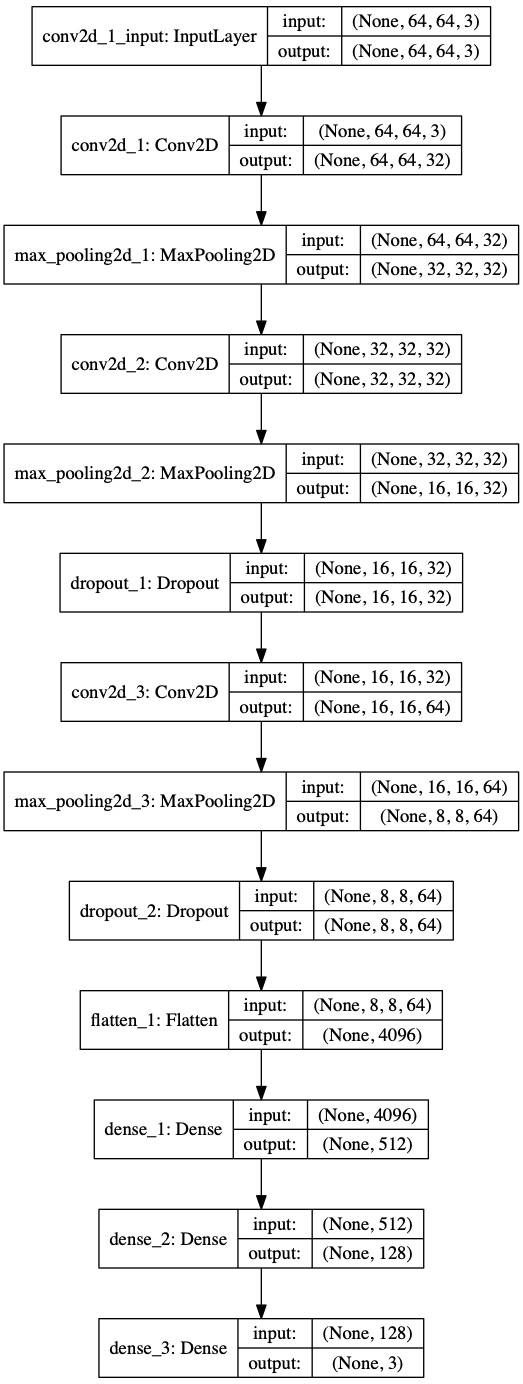 conv2d_1_input: InputLayer
input: (None, 64, 64, 3)
output: (None, 64, 64, 3)
conv2d_1: Conv2D
input: (None, 64, 64, 3)
output: (None, 64, 64, 32)
max_pooling2d_1: MaxPooling2D
input: (None, 64, 64, 32)
output: (None, 32, 32, 32)
conv2d_2: Conv2D
input: (None, 32, 32, 32)
output: (None, 32, 32, 32)
max_pooling2d_2: MaxPooling2D
input: (None, 32, 32, 32)
output: (None, 16, 16, 32)
dropout_1: Dropout
input: (None, 16, 16, 32)
output: (None, 16, 16, 32)
conv2d_3: Conv2D
input: (None, 16, 16, 32)
output: (None, 16, 16, 64)
max_pooling2d_3: MaxPooling2D
input: (None, 16, 16, 64)
output: (None, 8, 8, 64)
dropout_2: Dropout
input: (None, 8, 8, 64)
output: (None, 8, 8, 64)
flatten_1: Flatten
input: (None, 8, 8, 64)
output: (None, 4096)
dense_1: Dense
input: (None, 4096)
output: (None, 512)
dense_2: Dense
input: (None, 512)
output: (None, 128)
dense_3: Dense
input: (None, 128)
output: (None, 3)